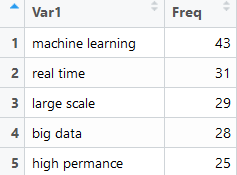 Var1 Freq
1 machine learning 43
2 real time 31
3 large scale 29
4 big data 28
5 high permance 25